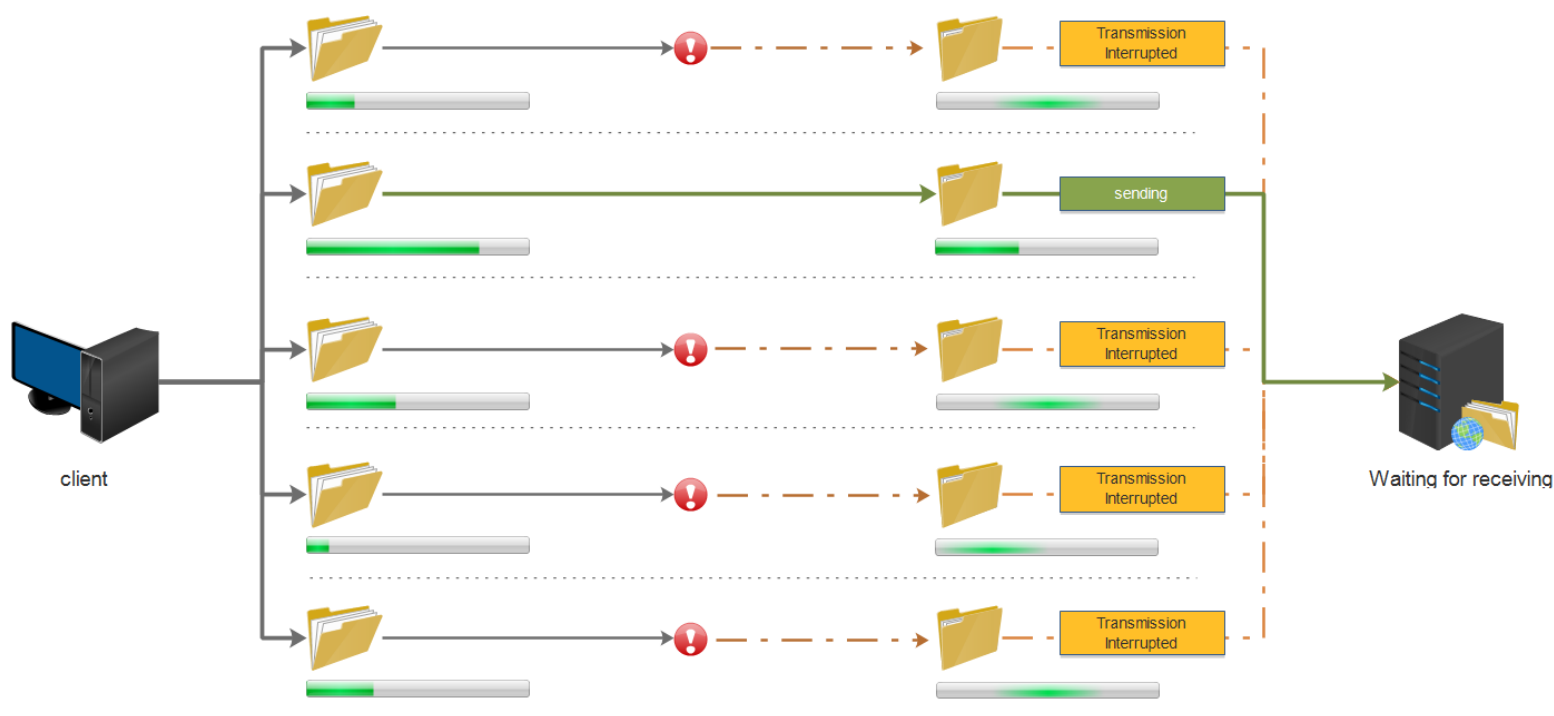 Transmission
Interrupted
sending
Transmission
Interrupted
client
Waiting for receiving
Transmission
Interrupted
Transmission
Interrupted